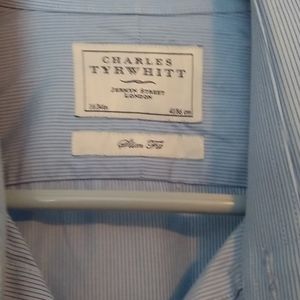 CHARLES
TYRWHITT
JERMYN STREET
LONDON
Slim Fit